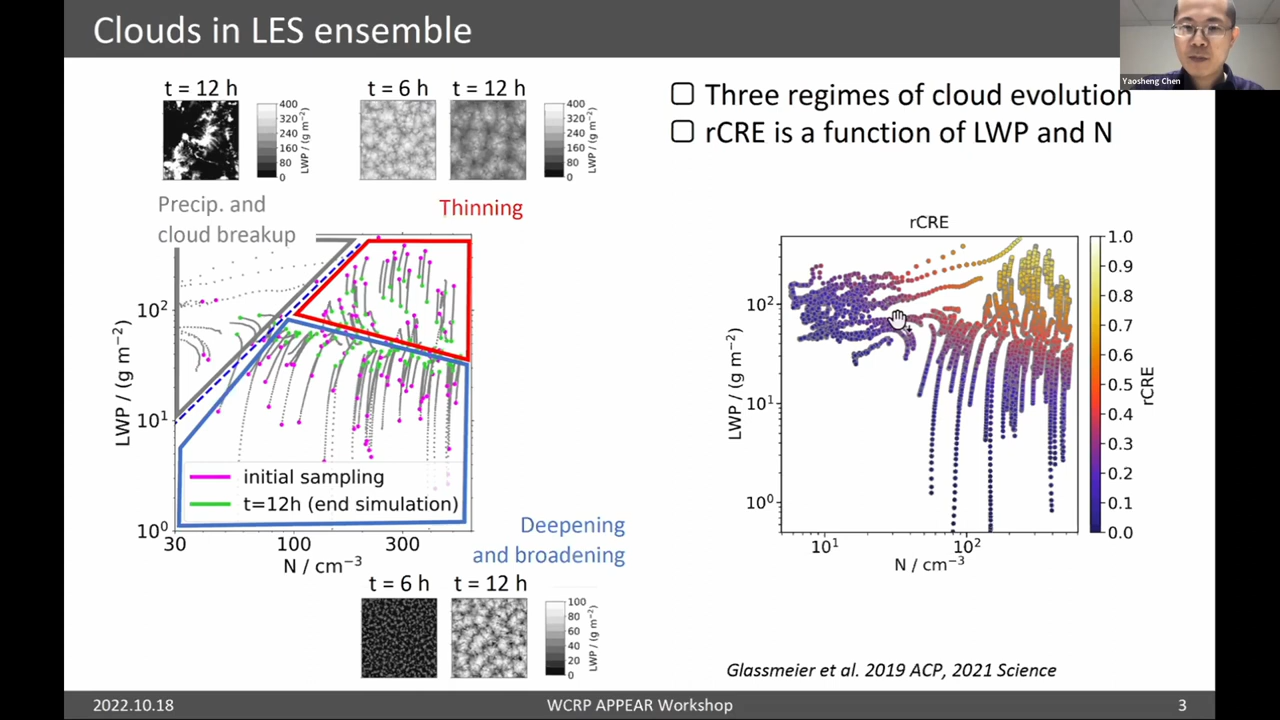 Clouds in LES ensemble
Yaosheng Chen
t = 12 h
t = 6 h
t = 12 h
400
320
240
160
80
0
LWP / (g m⁻²)
400
320
240
160
80
0
LWP / (g m⁻²)
Three regimes of cloud evolution
rCRE is a function of LWP and N
Precip. and
cloud breakup
Thinning
10²
10¹
10⁰
LWP / (g m⁻²)
initial sampling
t=12h (end simulation)
30
100
300
N / cm⁻³
Deepening
and broadening
t = 6 h
t = 12 h
100
80
60
40
20
0
LWP / (g m⁻²)
rCRE
10²
10¹
10⁰
LWP / (g m⁻²)
10¹
10²
N / cm⁻³
1.0
0.9
0.8
0.7
0.6
0.5
0.4
0.3
0.2
0.1
0.0
rCRE
Glassmeier et al. 2019 ACP, 2021 Science
2022.10.18
WCRP APPEAR Workshop
3